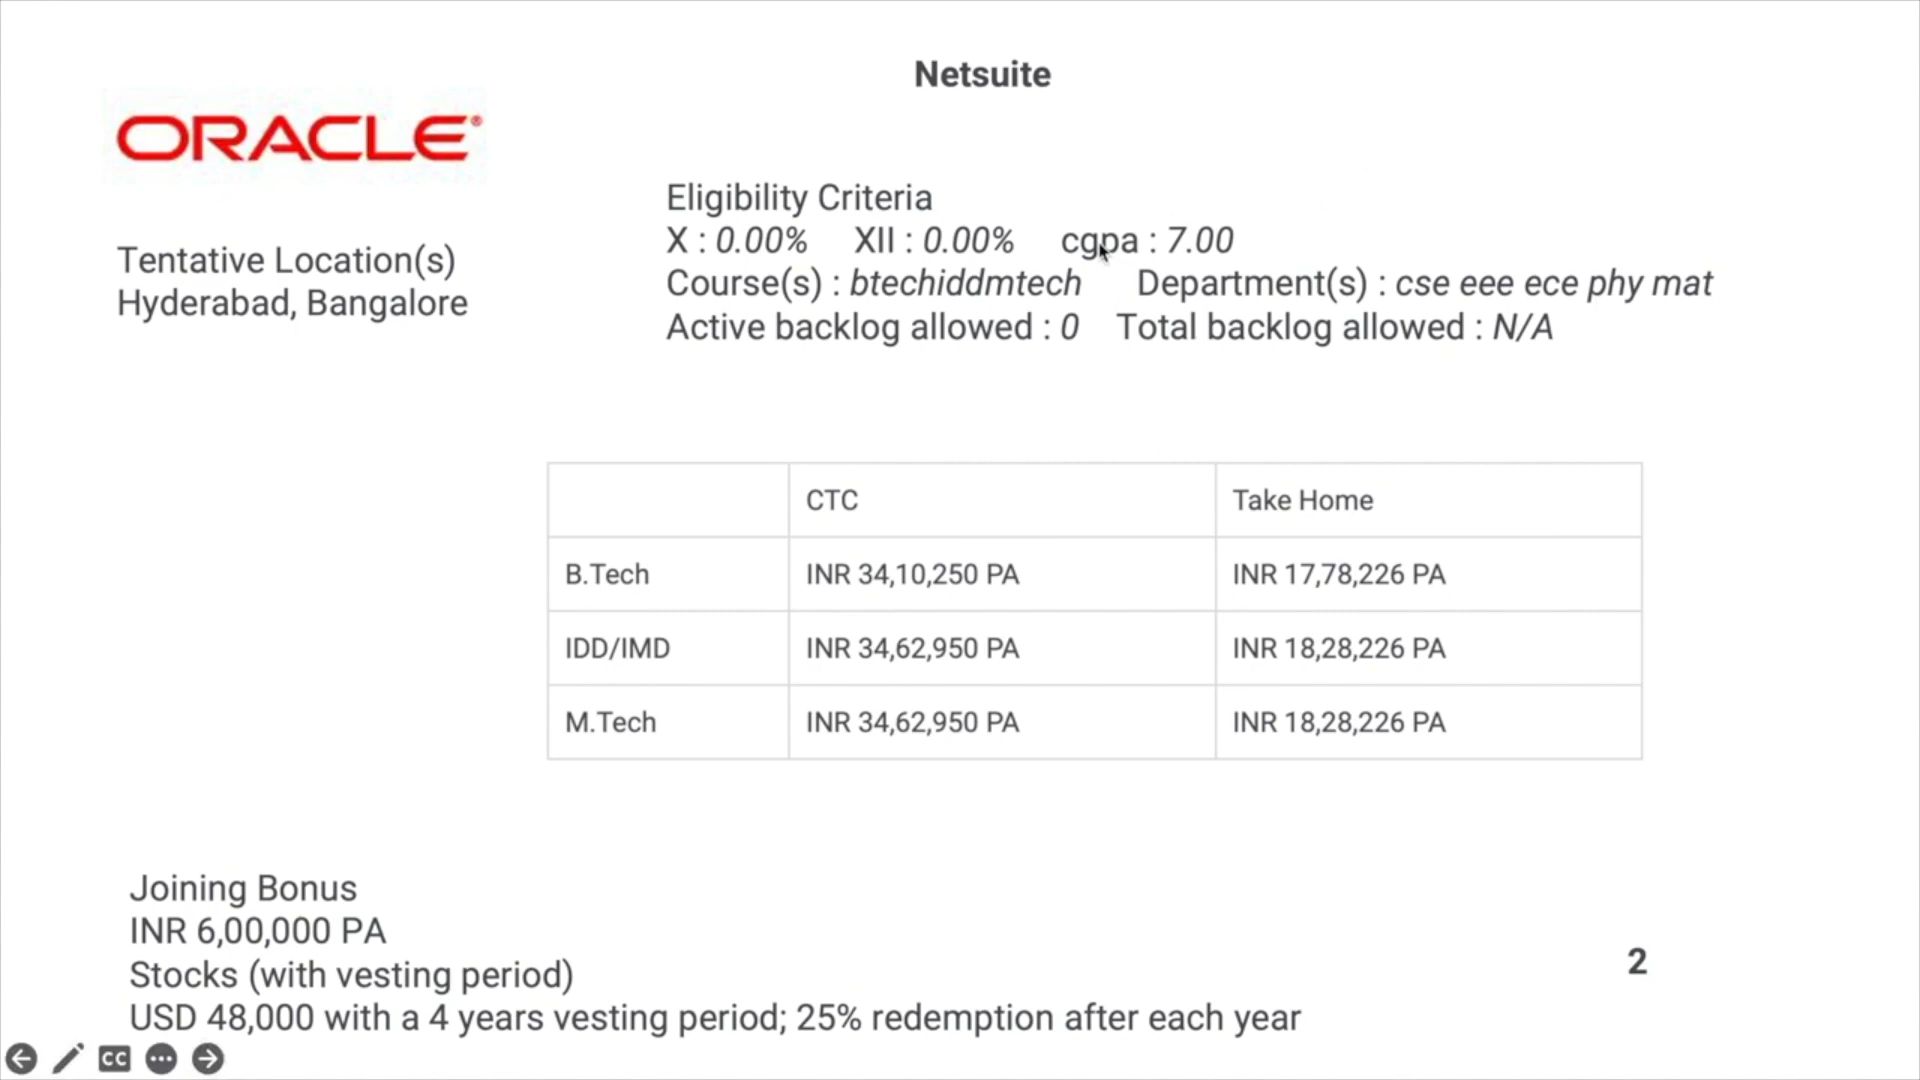 Netsuite
ORACLE®
Tentative Location(s)
Hyderabad, Bangalore
Eligibility Criteria
X : 0.00% XII : 0.00% cgpa : 7.00
Course(s) : btechiddmtech Department(s) : cse eee ece phy mat
Active backlog allowed : 0 Total backlog allowed : N/A
CTC Take Home
B.Tech INR 34,10,250 PA INR 17,78,226 PA
IDD/IMD INR 34,62,950 PA INR 18,28,226 PA
M.Tech INR 34,62,950 PA INR 18,28,226 PA
Joining Bonus
INR 6,00,000 PA
Stocks (with vesting period)
USD 48,000 with a 4 years vesting period; 25% redemption after each year
2
CC